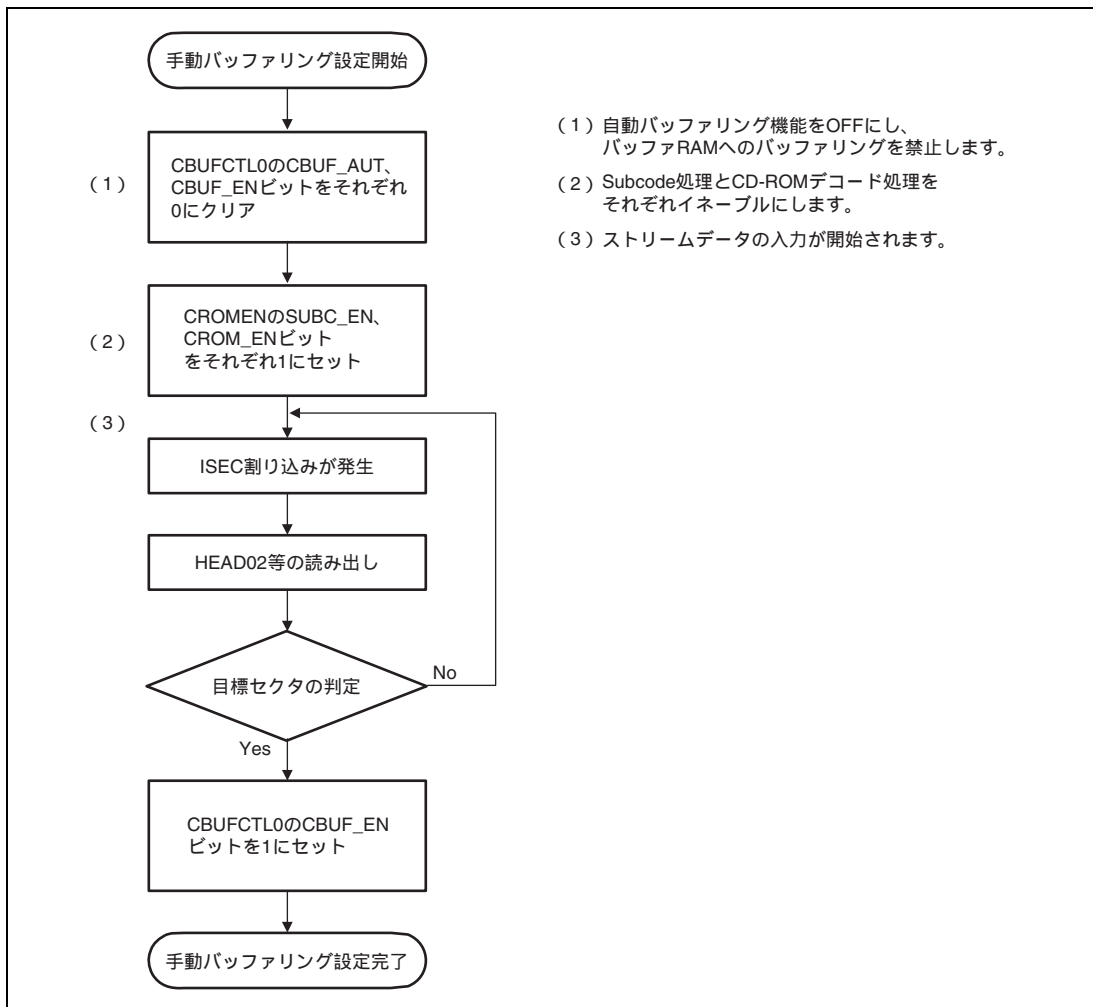 手動バッファリング設定開始
（1）
CBUFCTL0のCBUF_AUT、
CBUF_ENビットをそれぞれ
0にクリア
（2）
CROMENのSUBC_EN、
CROM_ENビット
をそれぞれ1にセット
（3）
ISEC割り込みが発生
HEAD02等の読み出し
目標セクタの判定
No
Yes
CBUFCTL0のCBUF_EN
ビットを1にセット
手動バッファリング設定完了
（1）自動バッファリング機能をOFFにし、
バッファRAMへのバッファリングを禁止します。
（2）Subcode処理とCD-ROMデコード処理を
それぞれイネーブルにします。
（3）ストリームデータの入力が開始されます。